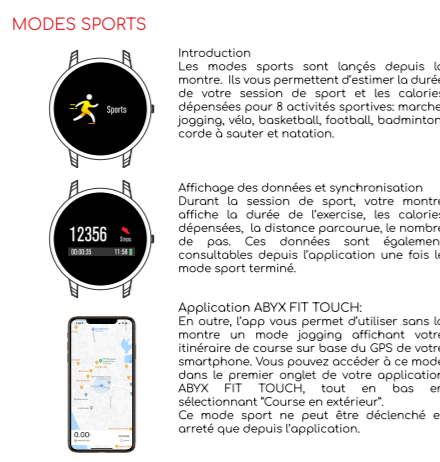 MODES SPORTS
Introduction
Les modes sports sont lançés depuis la
montre. Ils vous permettent d'estimer la durée
de votre session de sport et les calories
dépensées pour 8 activités sportives: marche,
jogging, vélo, basketball, football, badminton,
corde à sauter et natation.
Sports
Affichage des données et synchronisation
Durant la session de sport, votre montre
affiche la durée de l'exercise, les calories
dépensées, la distance parcourue, le nombre
de pas. Ces données sont également
consultables depuis l'application une fois le
mode sport terminé.
12356 Steps
00:00:35 11:58
Application ABYX FIT TOUCH:
En outre, l'app vous permet d'utiliser sans la
montre un mode jogging affichant votre
itinéraire de course sur base du GPS de votre
smartphone. Vous pouvez accéder à ce mode
dans le premier onglet de votre application
ABYX FIT TOUCH, tout en bas en
sélectionnant "Course en extérieur".
Ce mode sport ne peut être déclenché et
arreté que depuis l'application.
0.00